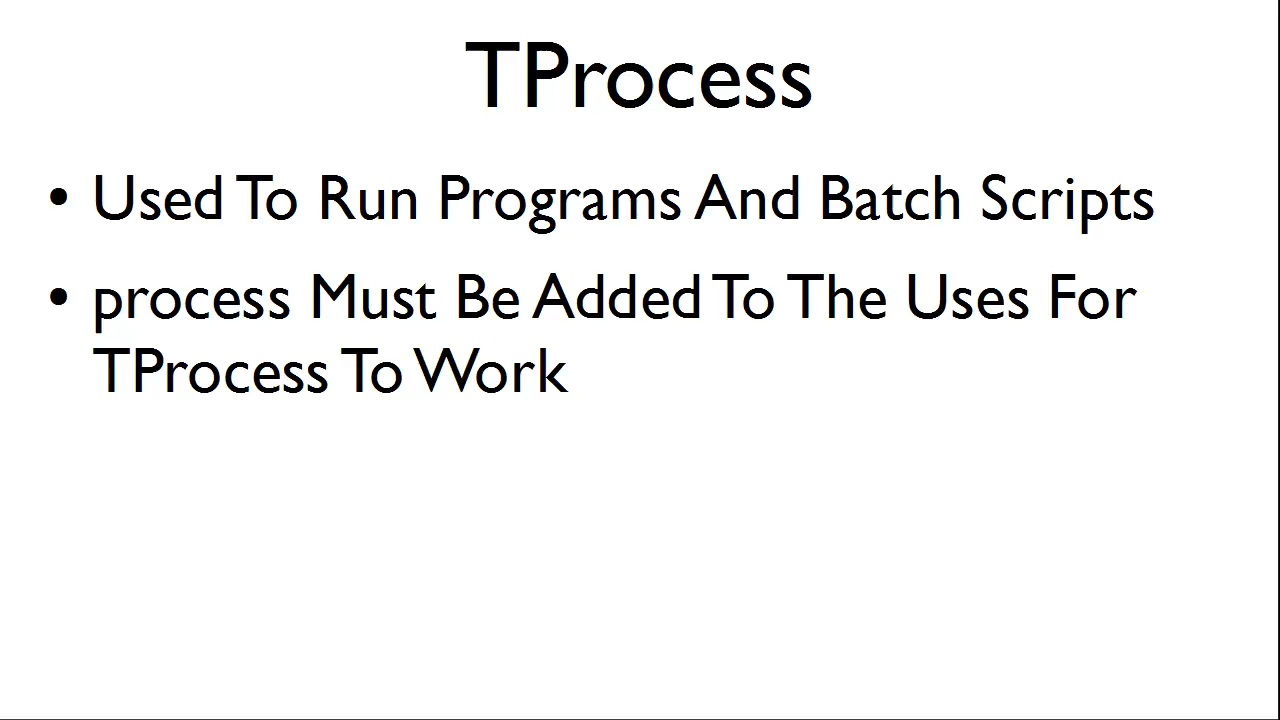 TProcess
• Used To Run Programs And Batch Scripts
• process Must Be Added To The Uses For
TProcess To Work